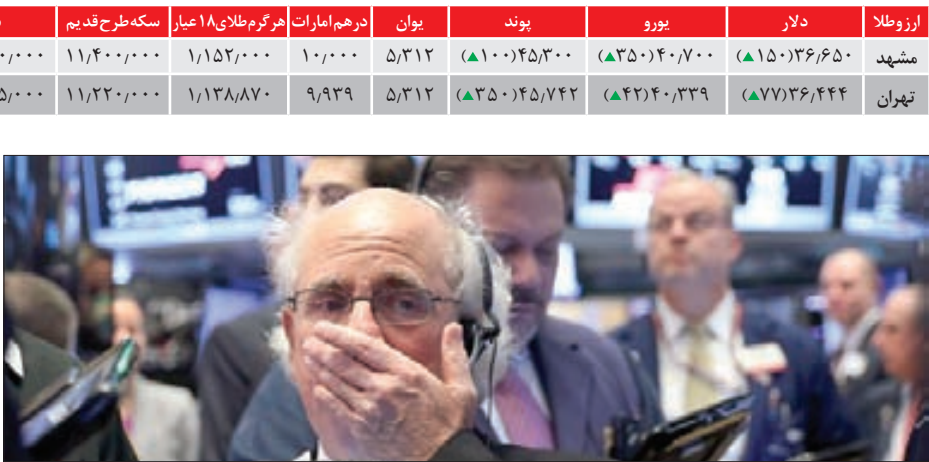 ارز و طلا دلار یورو پوند یوان درهم امارات هر گرم طلای ۱۸ عیار سکه طرح قدیم
مشهد ۳۶٫۶۵۰(▲۱۵۰) ۴۰٫۷۰۰(▲۳۵۰) ۴۵٫۳۰۰(▲۱۰۰) ۵٫۳۱۲ ۱۰٫۰۰۰ ۱٫۱۵۲٫۰۰۰ ۱۱٫۴۰۰٫۰۰۰
تهران ۳۶٫۴۴۴(▲۷۷) ۴۰٫۳۳۹(▲۴۲) ۴۵٫۷۴۲(▲۳۵۰) ۵٫۳۱۲ ۹٫۹۳۹ ۱٫۱۳۸٫۸۷۰ ۱۱٫۲۲۰٫۰۰۰